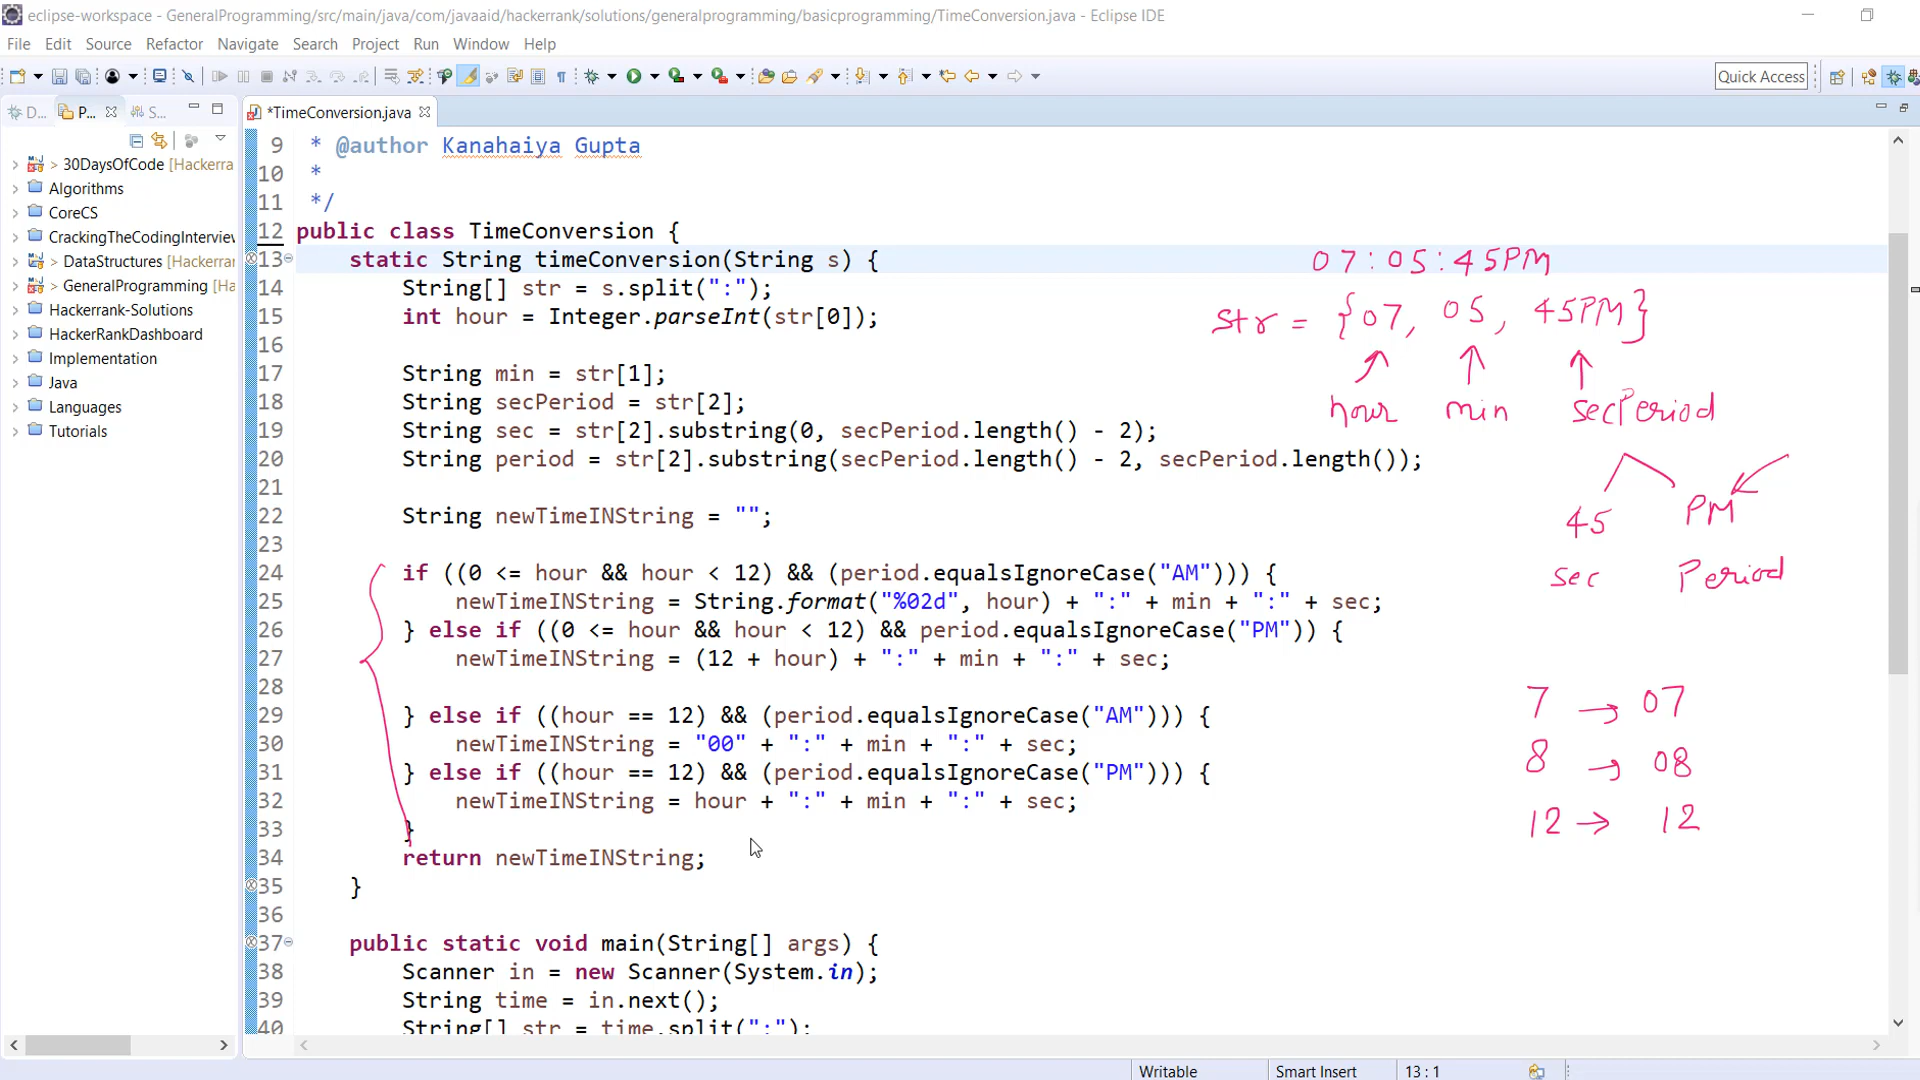 eclipse-workspace - GeneralProgramming/src/main/java/com/javaaid/hackerrank/solutions/generalprogramming/basicprogramming/TimeConversion.java - Eclipse IDE
File Edit Source Refactor Navigate Search Project Run Window Help
Quick Access
D... P... S...
*TimeConversion.java
> 30DaysOfCode [Hackerra
Algorithms
CoreCS
CrackingTheCodingInterview
> DataStructures [Hackerran
> GeneralProgramming [Ha
Hackerrank-Solutions
HackerRankDashboard
Implementation
Java
Languages
Tutorials
9 * @author Kanahaiya Gupta
10 *
11 */
12 public class TimeConversion {
13 static String timeConversion(String s) {
14 String[] str = s.split(":");
15 int hour = Integer.parseInt(str[0]);
16
17 String min = str[1];
18 String secPeriod = str[2];
19 String sec = str[2].substring(0, secPeriod.length() - 2);
20 String period = str[2].substring(secPeriod.length() - 2, secPeriod.length());
21
22 String newTimeINString = "";
23
24 if ((0 <= hour && hour < 12) && (period.equalsIgnoreCase("AM"))) {
25 newTimeINString = String.format("%02d", hour) + ":" + min + ":" + sec;
26 } else if ((0 <= hour && hour < 12) && period.equalsIgnoreCase("PM")) {
27 newTimeINString = (12 + hour) + ":" + min + ":" + sec;
28
29 } else if ((hour == 12) && (period.equalsIgnoreCase("AM"))) {
30 newTimeINString = "00" + ":" + min + ":" + sec;
31 } else if ((hour == 12) && (period.equalsIgnoreCase("PM"))) {
32 newTimeINString = hour + ":" + min + ":" + sec;
33 }
34 return newTimeINString;
35 }
36
37 public static void main(String[] args) {
38 Scanner in = new Scanner(System.in);
39 String time = in.next();
40 String[] str = time.split(":");
07:05:45PM
str = {07, 05, 45PM}
hour min secPeriod
45 PM
sec Period
7 → 07
8 → 08
12 → 12
Writable Smart Insert 13 : 1